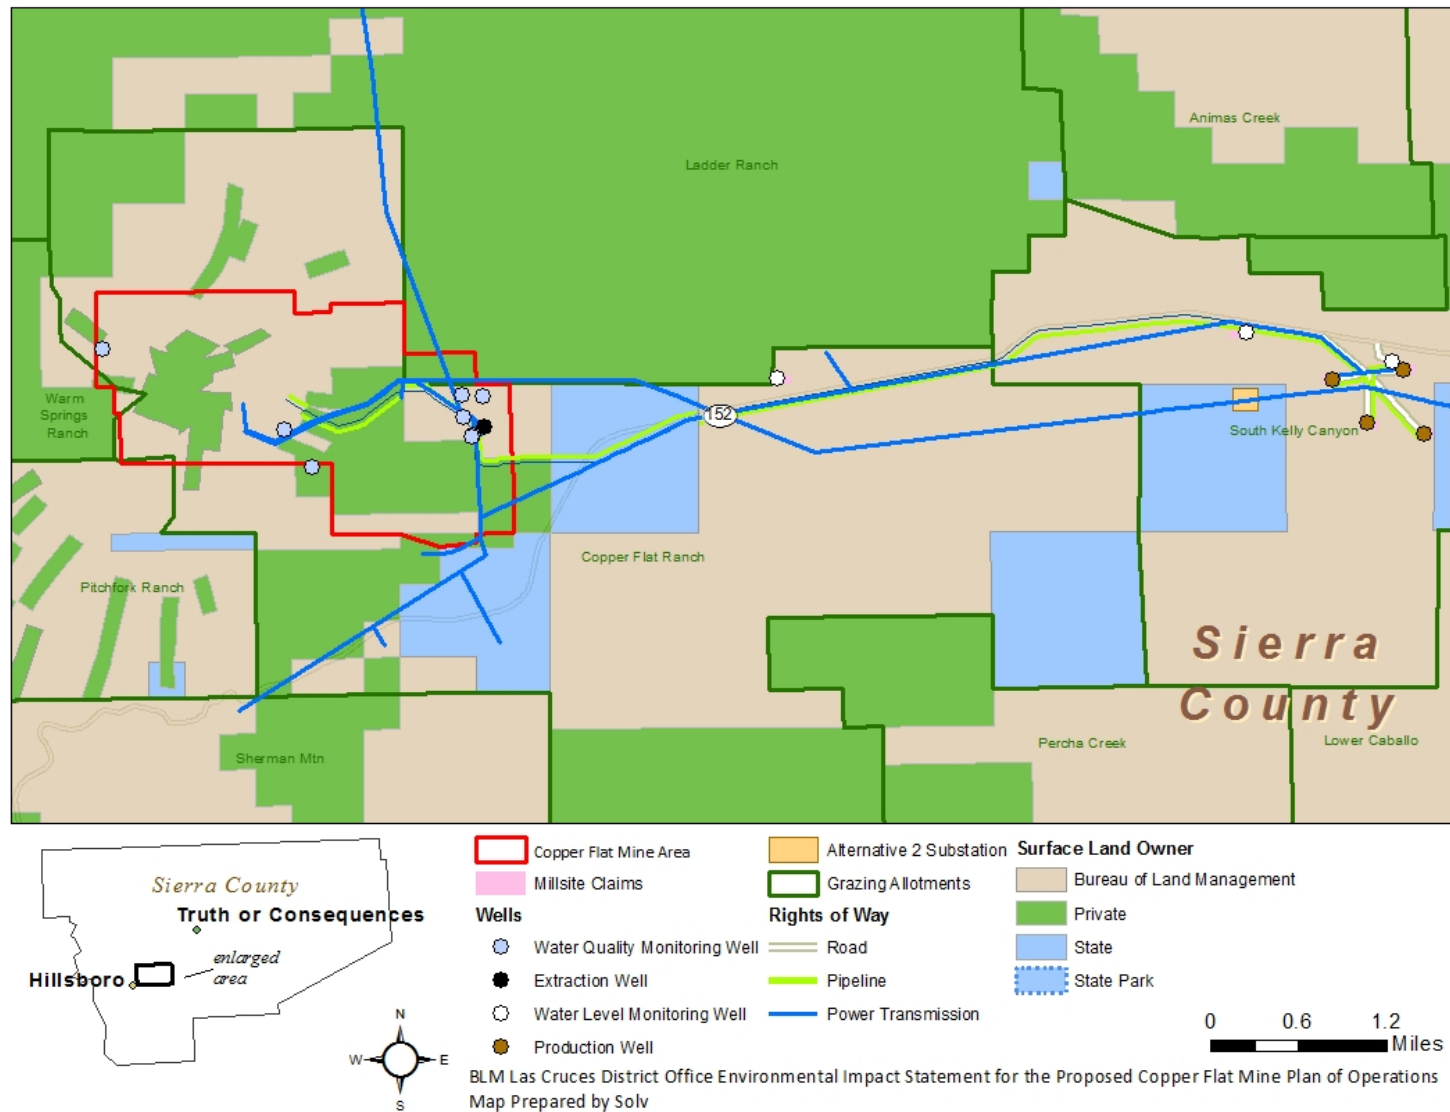 Animas Creek
Ladder Ranch
Warm
Springs
Ranch
152
South Kelly Canyon
Copper Flat Ranch
Pitchfork Ranch
Sierra
County
Sherman Mtn
Percha Creek
Lower Caballo
Sierra County
Truth or Consequences
Hillsboro
enlarged
area
N
W
E
S
Copper Flat Mine Area
Millsite Claims
Wells
Water Quality Monitoring Well
Extraction Well
Water Level Monitoring Well
Production Well
Alternative 2 Substation
Grazing Allotments
Rights of Way
Road
Pipeline
Power Transmission
Surface Land Owner
Bureau of Land Management
Private
State
State Park
0 0.6 1.2
Miles
BLM Las Cruces District Office Environmental Impact Statement for the Proposed Copper Flat Mine Plan of Operations
Map Prepared by Solv